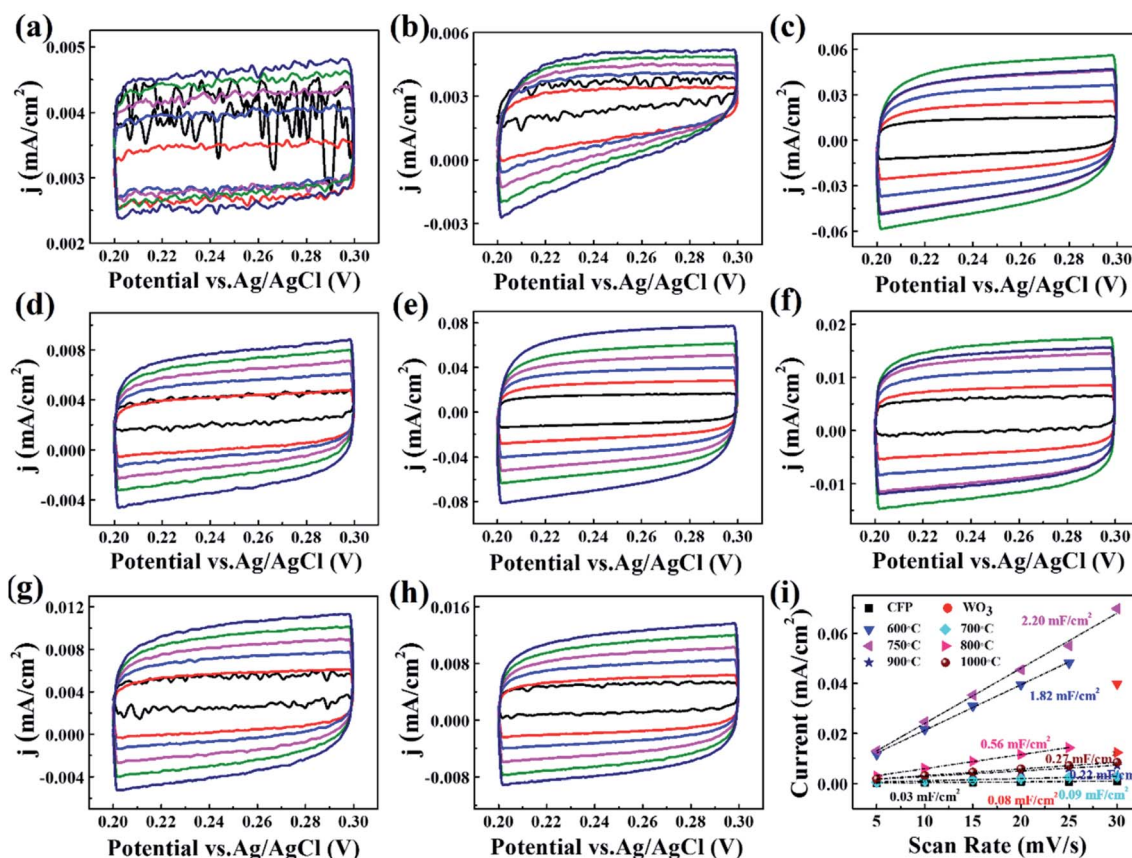 (a)
0.005
0.004
0.003
0.002
j (mA/cm²)
0.20 0.22 0.24 0.26 0.28 0.30
Potential vs.Ag/AgCl (V)
(b)
0.006
0.003
0.000
-0.003
j (mA/cm²)
0.20 0.22 0.24 0.26 0.28 0.30
Potential vs.Ag/AgCl (V)
(c)
0.06
0.03
0.00
-0.03
-0.06
j (mA/cm²)
0.20 0.22 0.24 0.26 0.28 0.30
Potential vs.Ag/AgCl (V)
(d)
0.008
0.004
0.000
-0.004
j (mA/cm²)
0.20 0.22 0.24 0.26 0.28 0.30
Potential vs.Ag/AgCl (V)
(e)
0.08
0.04
0.00
-0.04
-0.08
j (mA/cm²)
0.20 0.22 0.24 0.26 0.28 0.30
Potential vs.Ag/AgCl (V)
(f)
0.02
0.01
0.00
-0.01
j (mA/cm²)
0.20 0.22 0.24 0.26 0.28 0.30
Potential vs.Ag/AgCl (V)
(g)
0.012
0.008
0.004
0.000
-0.004
j (mA/cm²)
0.20 0.22 0.24 0.26 0.28 0.30
Potential vs.Ag/AgCl (V)
(h)
0.016
0.008
0.000
-0.008
j (mA/cm²)
0.20 0.22 0.24 0.26 0.28 0.30
Potential vs.Ag/AgCl (V)
(i)
0.06
0.04
0.02
0.00
Current (mA/cm²)
CFP WO₃
600°C 700°C
750°C 800°C
900°C 1000°C
2.20 mF/cm²
1.82 mF/cm²
0.56 mF/cm²
0.27 mF/cm
0.22 mF/cm
0.03 mF/cm²
0.08 mF/cm²
0.09 mF/cm²
5 10 15 20 25 30
Scan Rate (mV/s)